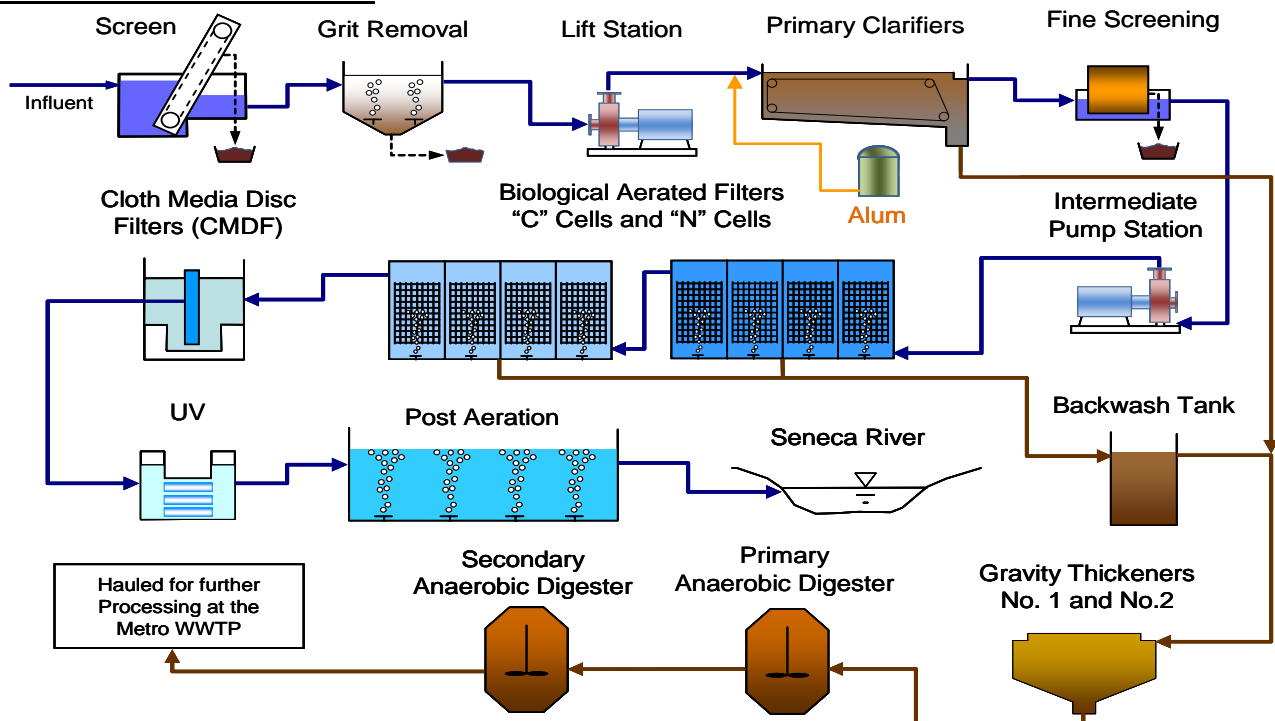 Screen
Grit Removal
Lift Station
Primary Clarifiers
Fine Screening
Influent
Alum
Cloth Media Disc
Filters (CMDF)
Biological Aerated Filters
“C” Cells and “N” Cells
Intermediate
Pump Station
UV
Post Aeration
Seneca River
Backwash Tank
Hauled for further
Processing at the
Metro WWTP
Secondary
Anaerobic Digester
Primary
Anaerobic Digester
Gravity Thickeners
No. 1 and No.2